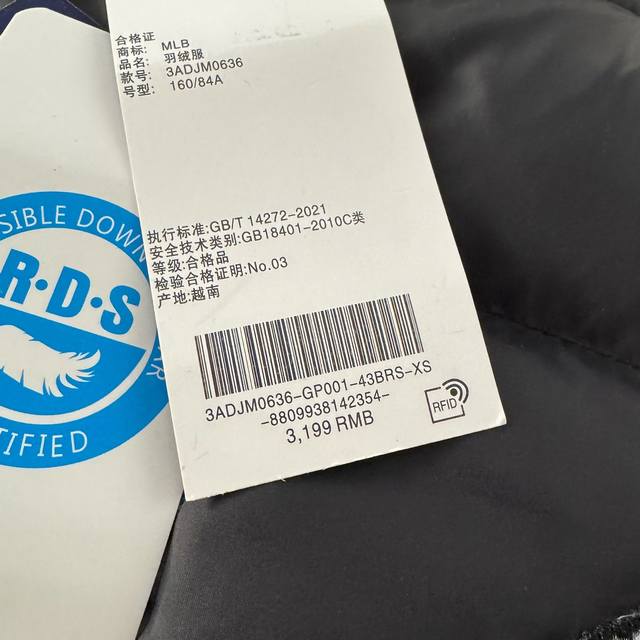 合格证
商标: MLB
品名: 羽绒服
款号: 3ADJM0636
号型: 160/84A
执行标准:GB/T 14272-2021
安全技术类别:GB18401-2010C类
等级:合格品
检验合格证明:No.03
产地:越南
3ADJM0636-GP001-43BRS-XS
-8809938142354-
3,199 RMB
RFID
SIBLE DOWN
R·D·S
TIFIED